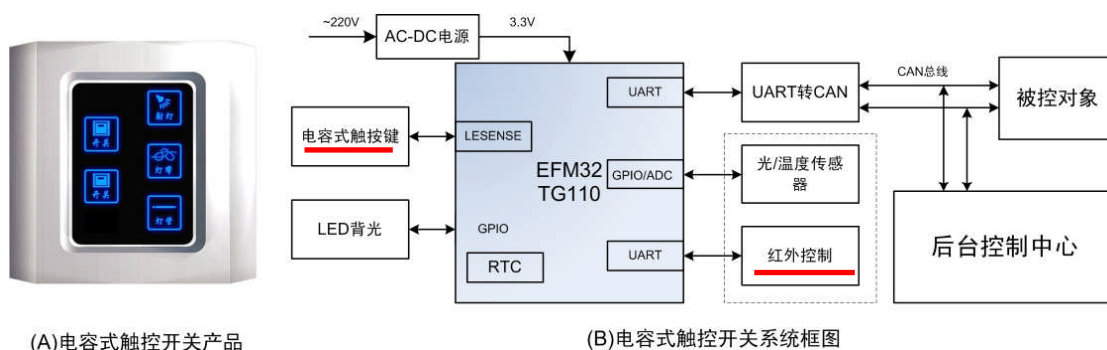 射灯
开关
灯带
开关
灯管
(A)电容式触控开关产品
~220V
AC-DC电源
3.3V
UART
UART转CAN
CAN总线
被控对象
电容式触按键
LESENSE
EFM32
TG110
GPIO/ADC
光/温度传感
器
LED背光
GPIO
RTC
UART
红外控制
后台控制中心
(B)电容式触控开关系统框图